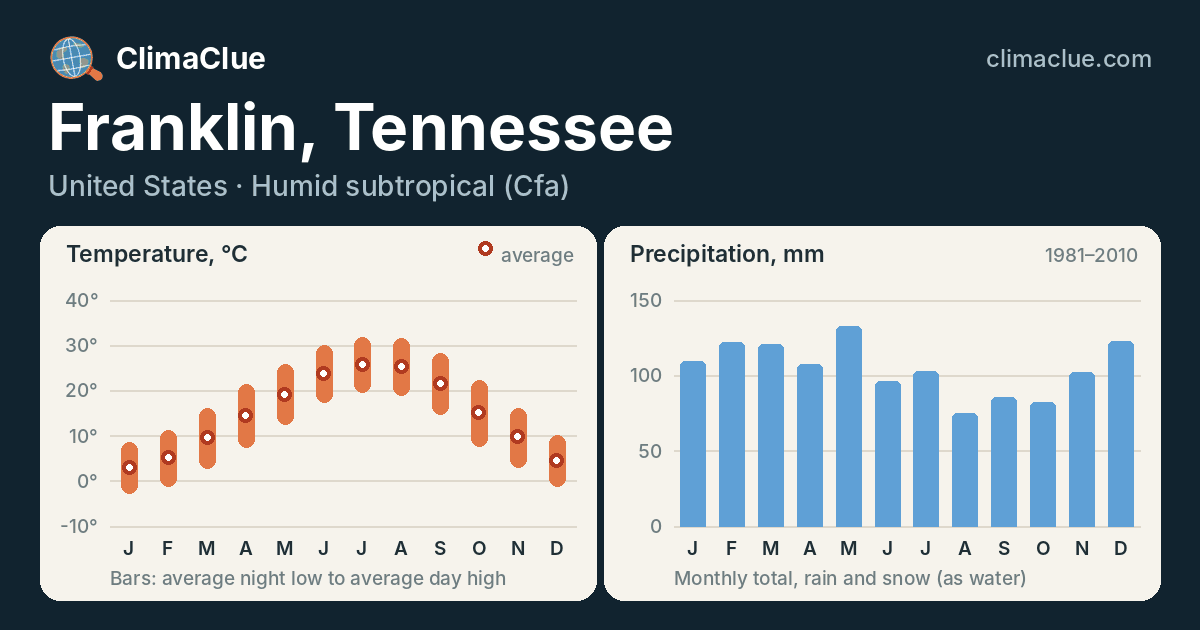 ClimaClue
climaclue.com
Franklin, Tennessee
United States · Humid subtropical (Cfa)
Temperature, °C
average
40°
30°
20°
10°
0°
-10°
J F M A M J J A S O N D
Bars: average night low to average day high
Precipitation, mm
1981–2010
150
100
50
0
J F M A M J J A S O N D
Monthly total, rain and snow (as water)